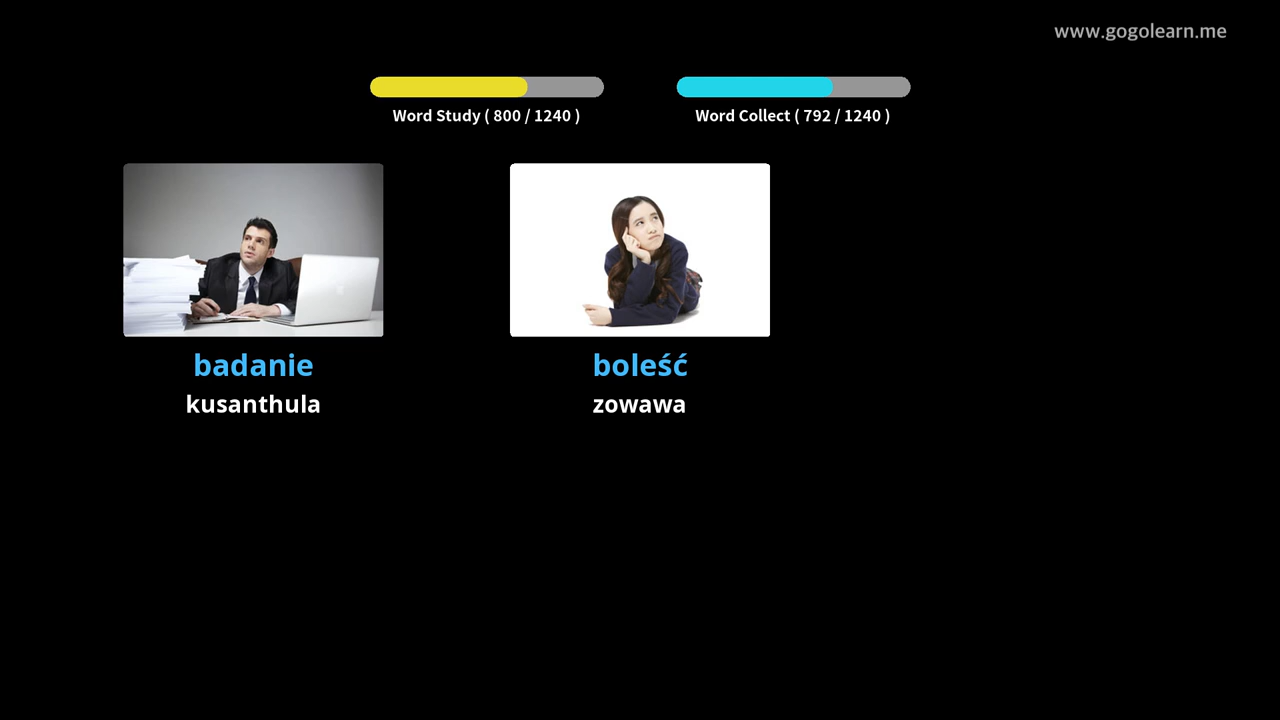 www.gogolearn.me
Word Study ( 800 / 1240 )
Word Collect ( 792 / 1240 )
badanie
kusanthula
boleść
zowawa